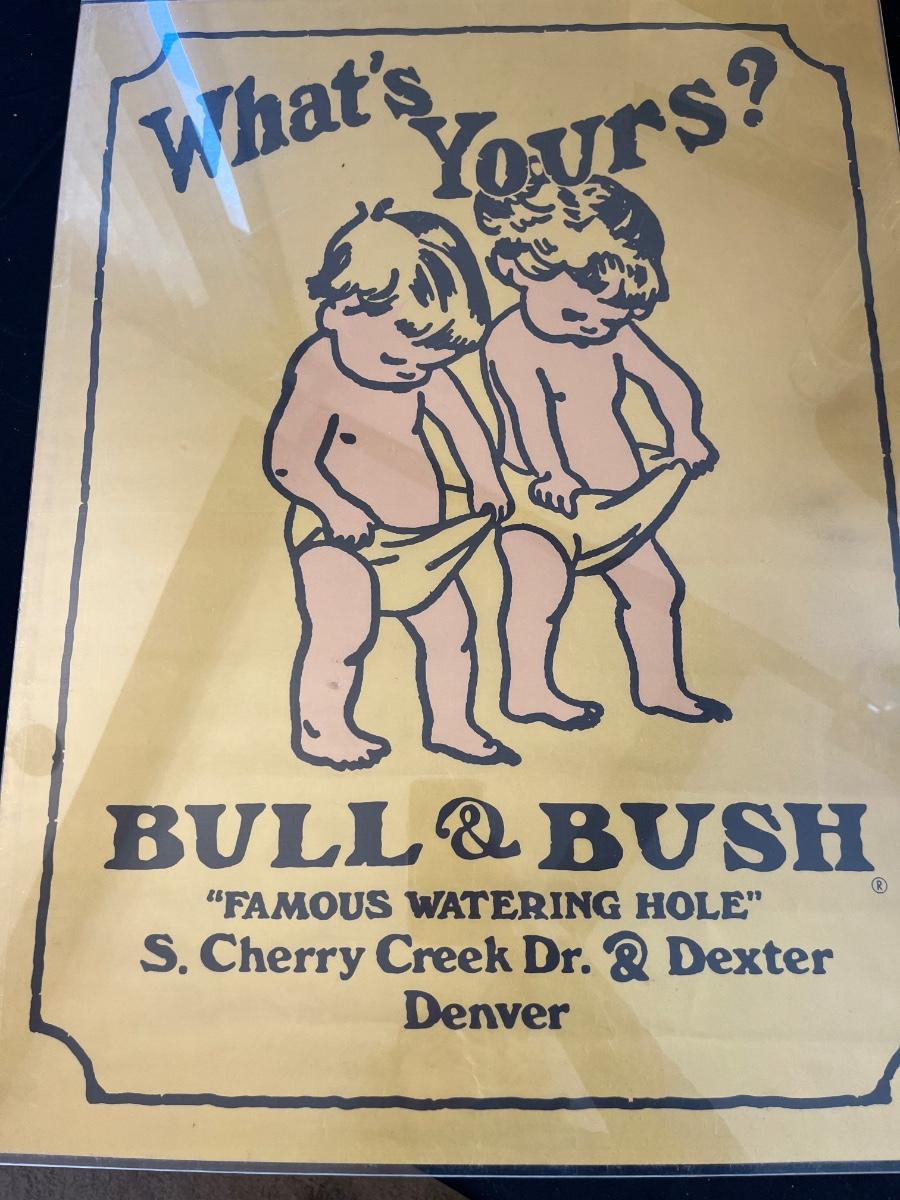 What's Yours?
BULL & BUSH
®
"FAMOUS WATERING HOLE"
S. Cherry Creek Dr. & Dexter
Denver